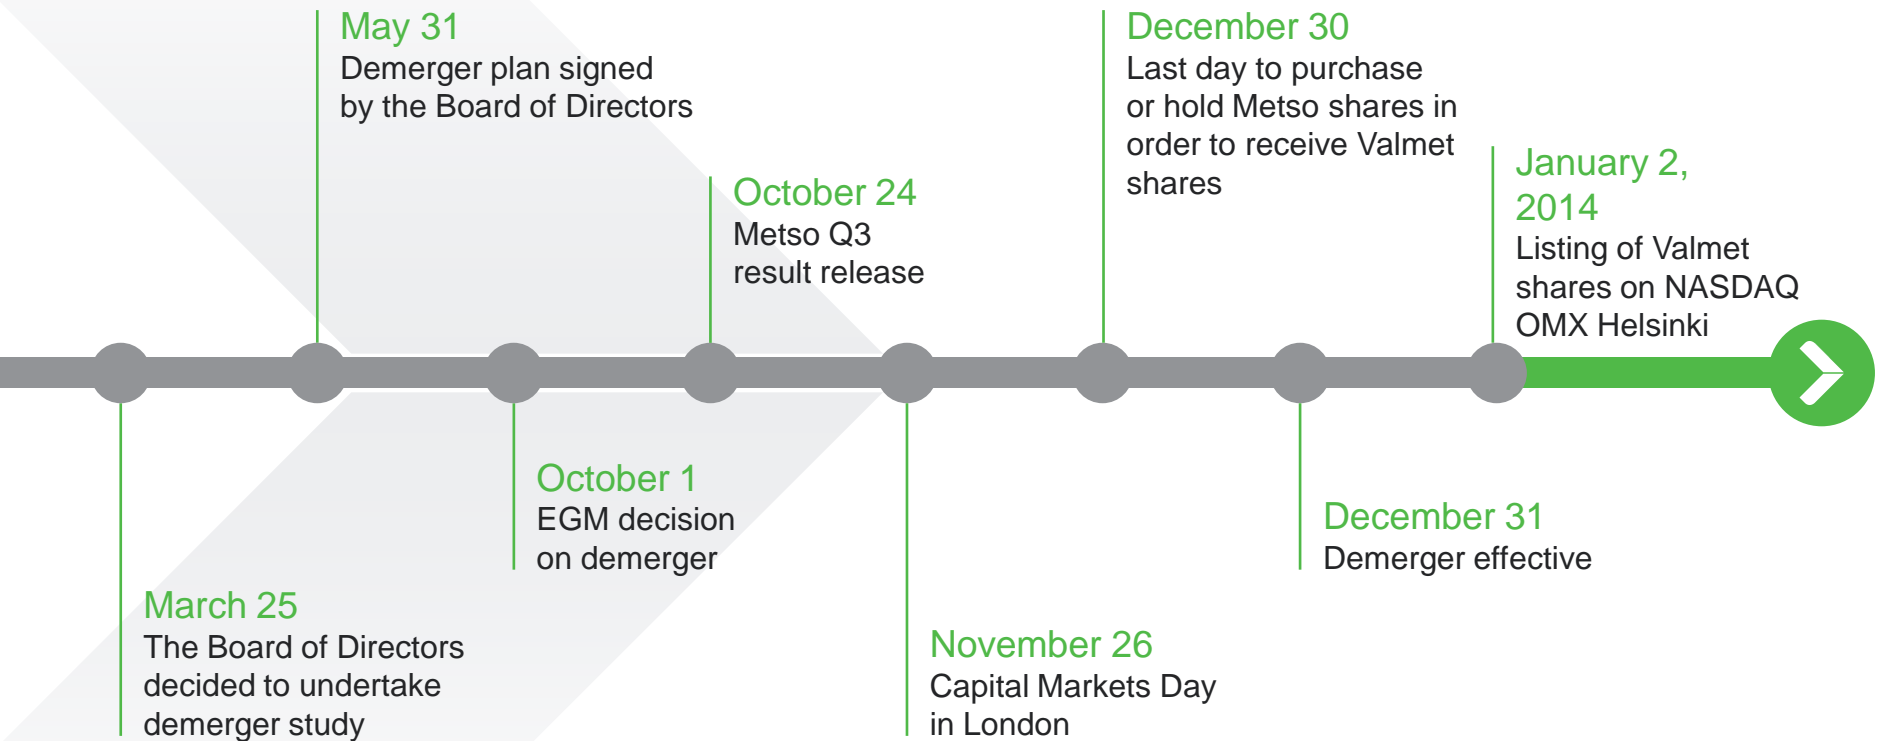 May 31
Demerger plan signed
by the Board of Directors
December 30
Last day to purchase
or hold Metso shares in
order to receive Valmet
shares
October 24
Metso Q3
result release
January 2,
2014
Listing of Valmet
shares on NASDAQ
OMX Helsinki
March 25
The Board of Directors
decided to undertake
demerger study
October 1
EGM decision
on demerger
November 26
Capital Markets Day
in London
December 31
Demerger effective